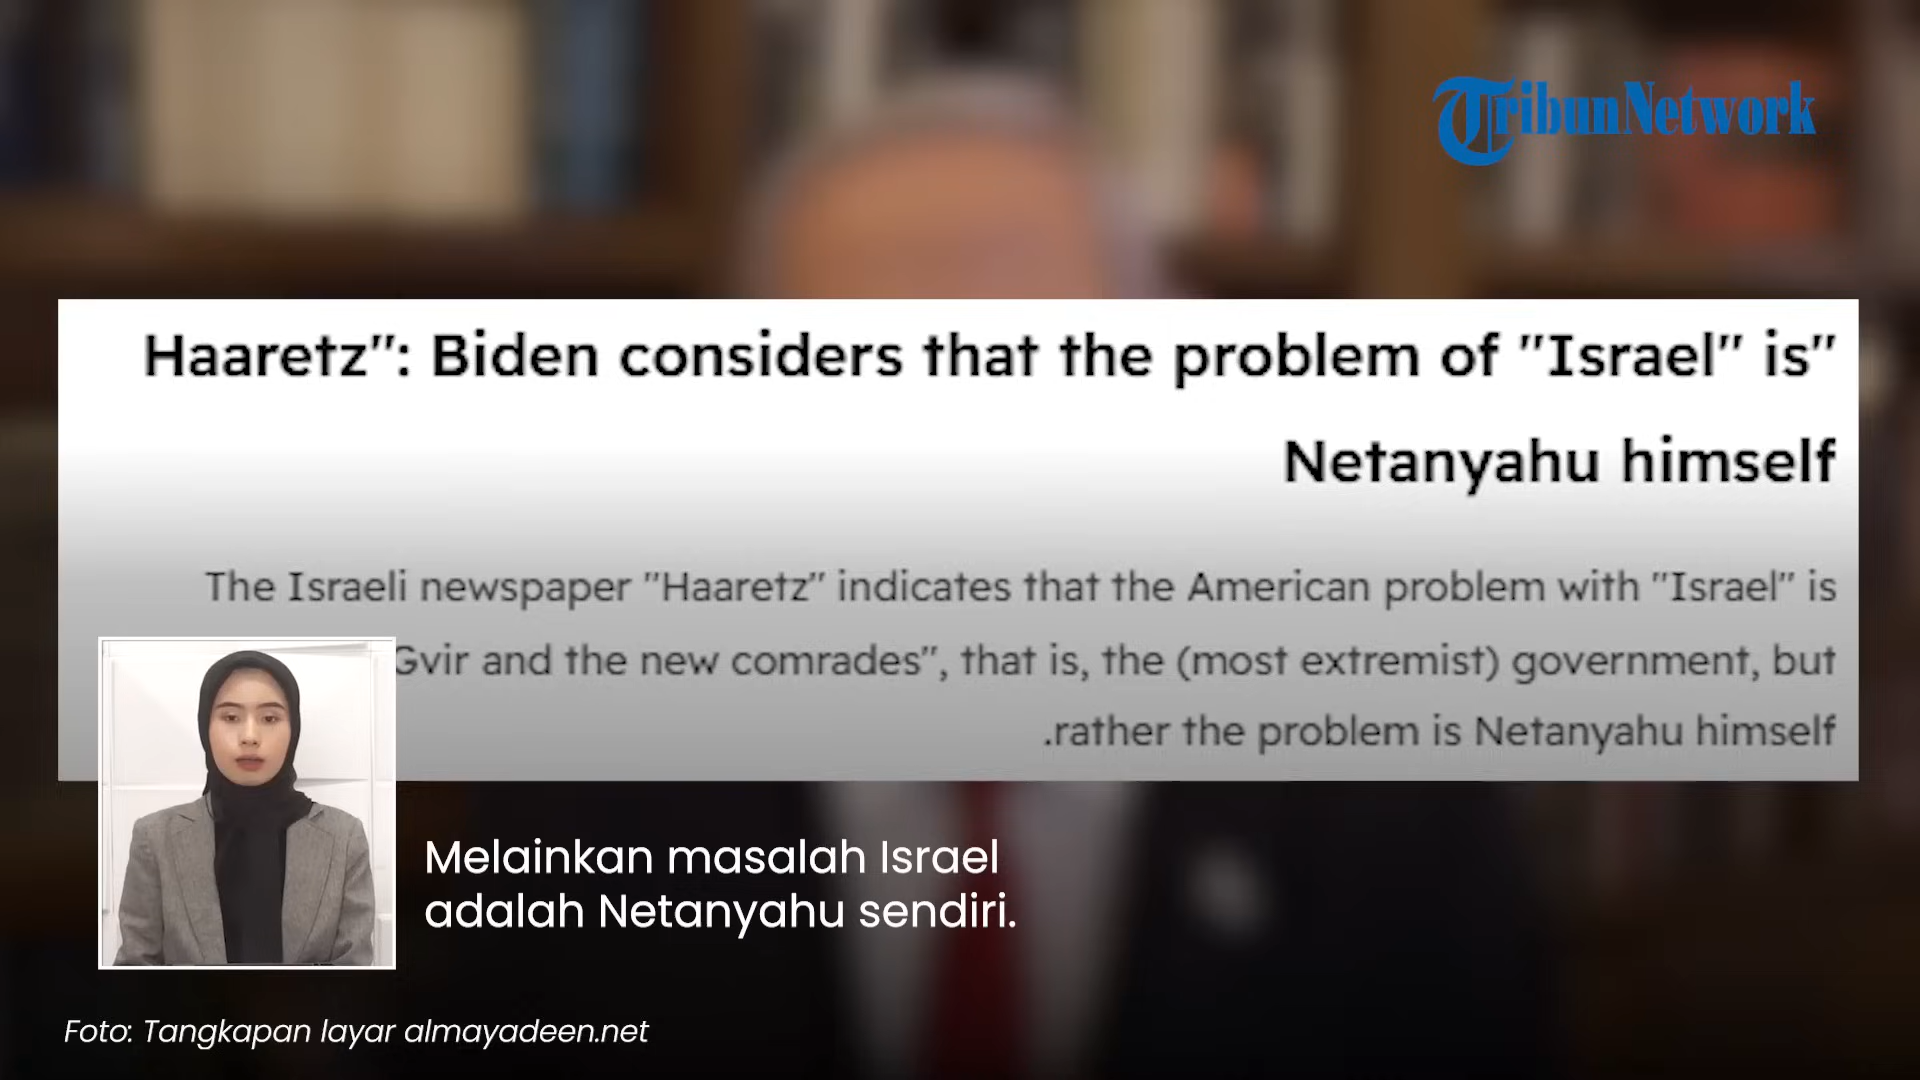 TribunNetwork
Haaretz": Biden considers that the problem of "Israel" is"
Netanyahu himself
The Israeli newspaper "Haaretz" indicates that the American problem with "Israel" is
Gvir and the new comrades", that is, the (most extremist) government, but
.rather the problem is Netanyahu himself
Melainkan masalah Israel
adalah Netanyahu sendiri.
Foto: Tangkapan layar almayadeen.net